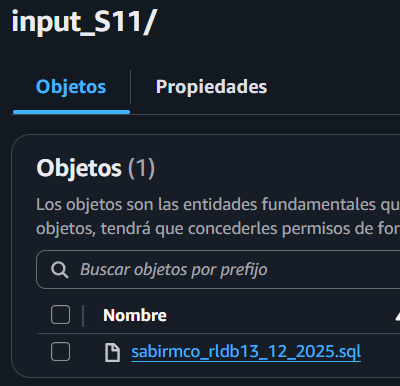 input_S11/
Objetos
Propiedades
Objetos (1)
Los objetos son las entidades fundamentales qu
objetos, tendrá que concederles permisos de for
Buscar objetos por prefijo
Nombre
sabirmco_rldb13_12_2025.sql